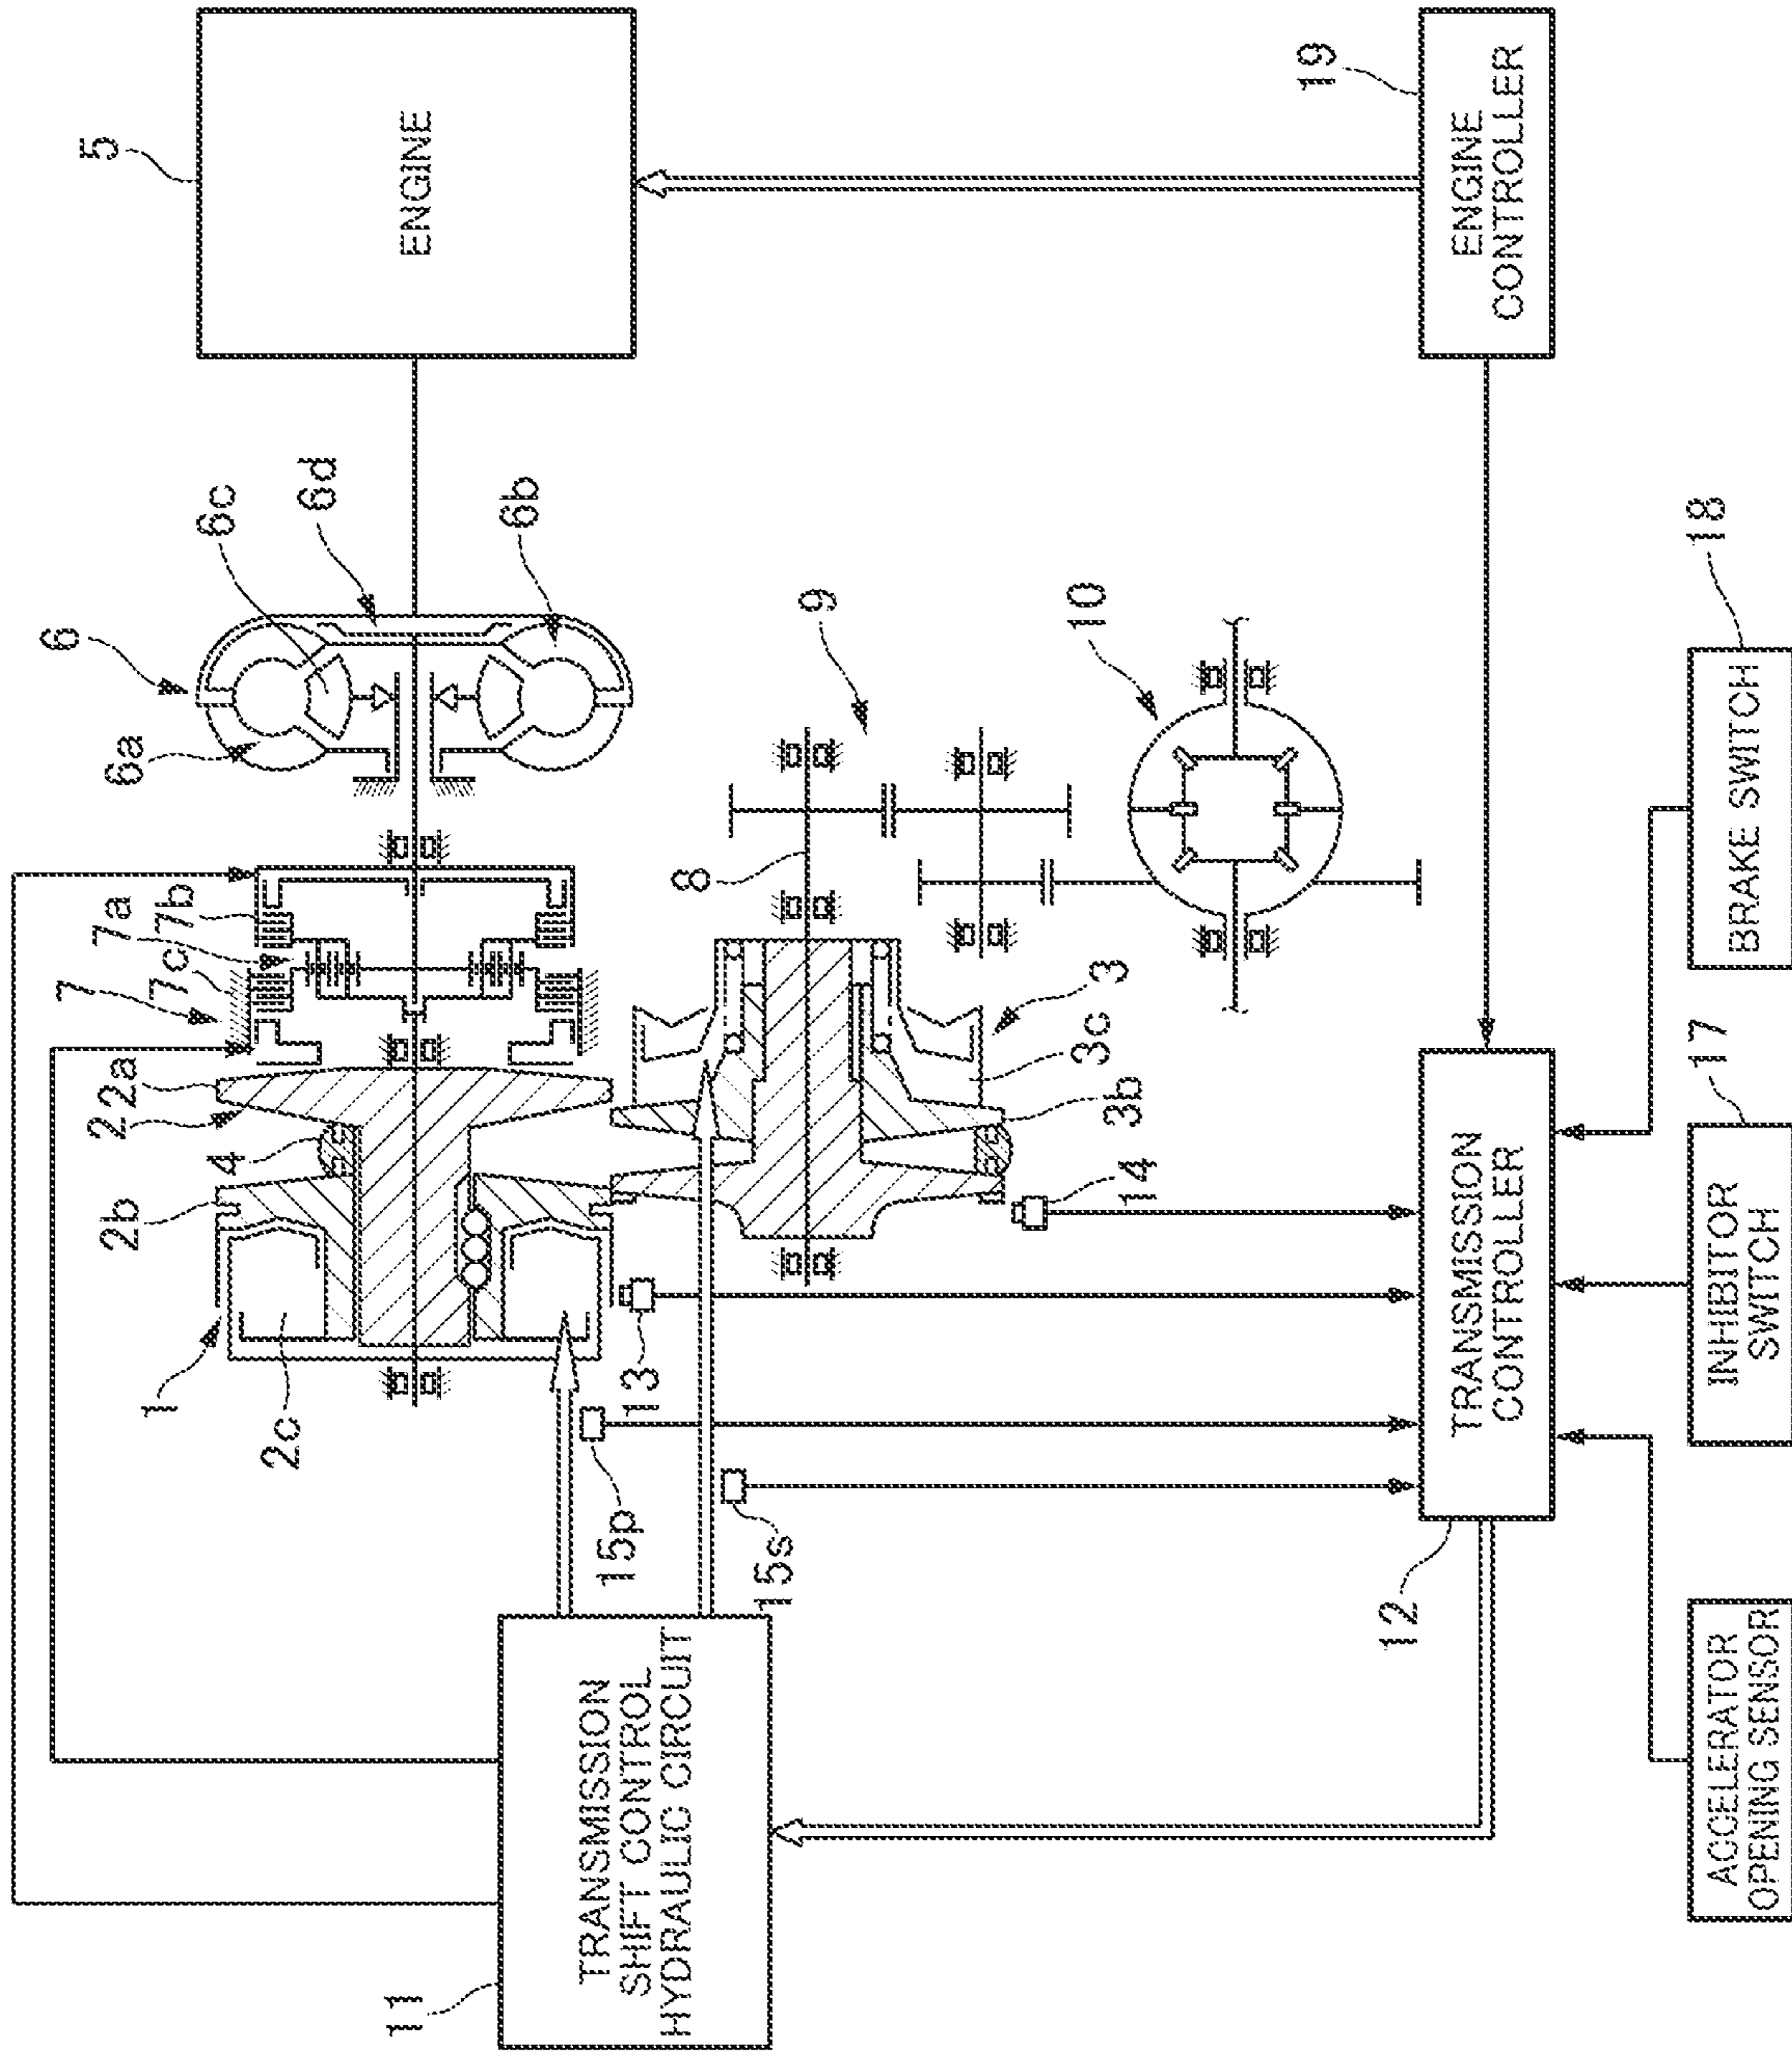 5
ENGINE
19
ENGINE
CONTROLLER
6
6a
6c
6d
6b
9
10
18
BRAKE SWITCH
7
7c
7a
7b
8
2
2a
4
2b
1
2c
3
3c
3b
14
13
15p
15s
17
INHIBITOR
SWITCH
TRANSMISSION
CONTROLLER
12
11
TRANSMISSION
SHIFT CONTROL
HYDRAULIC CIRCUIT
ACCELERATOR
OPENING SENSOR